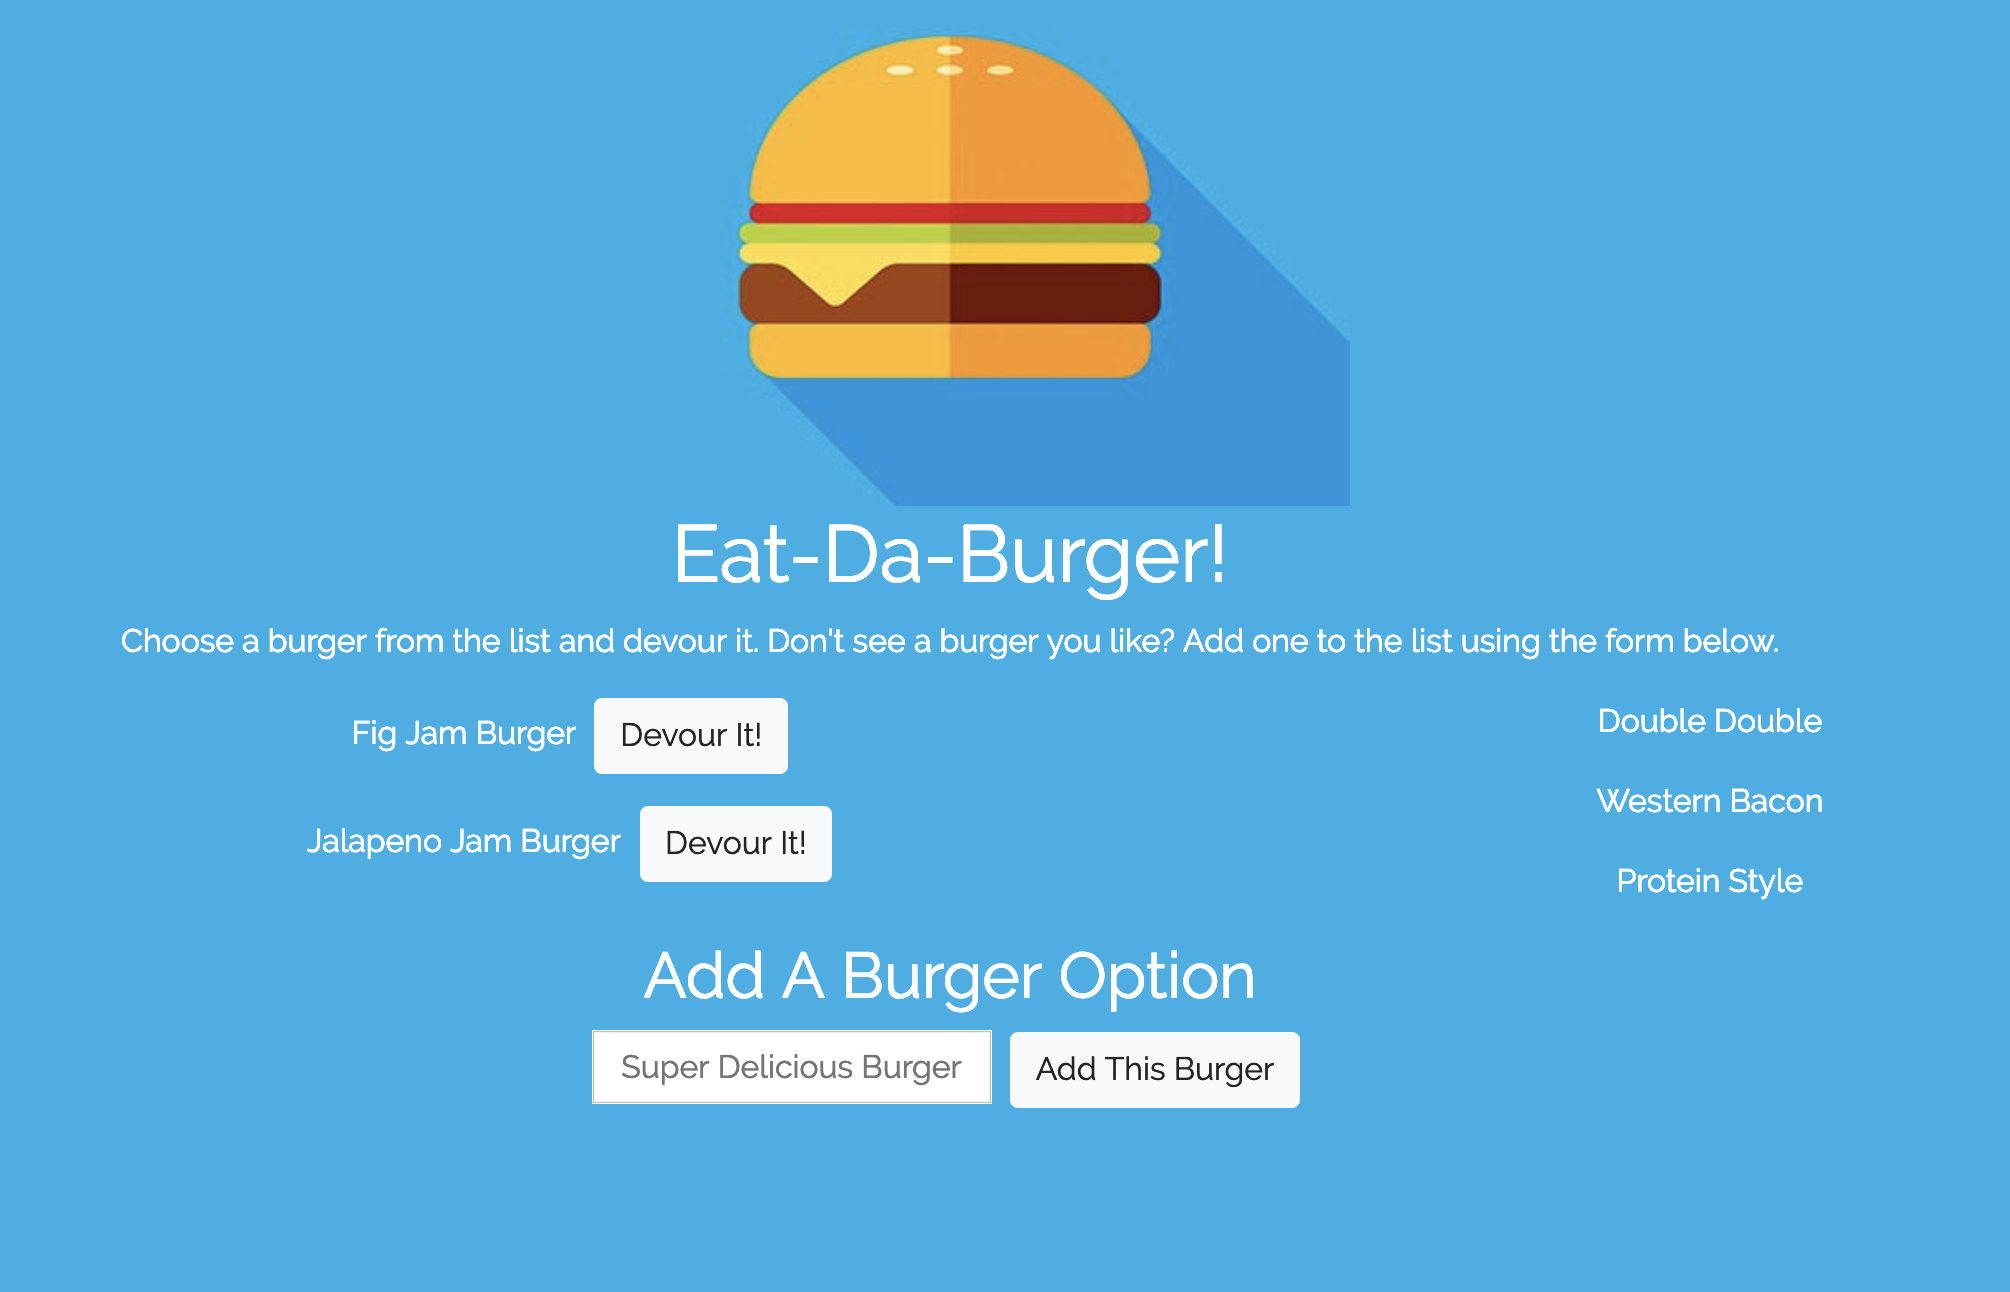 Eat-Da-Burger!
Choose a burger from the list and devour it. Don't see a burger you like? Add one to the list using the form below.
Fig Jam Burger Devour It!
Jalapeno Jam Burger Devour It!
Double Double
Western Bacon
Protein Style
Add A Burger Option
Super Delicious Burger Add This Burger